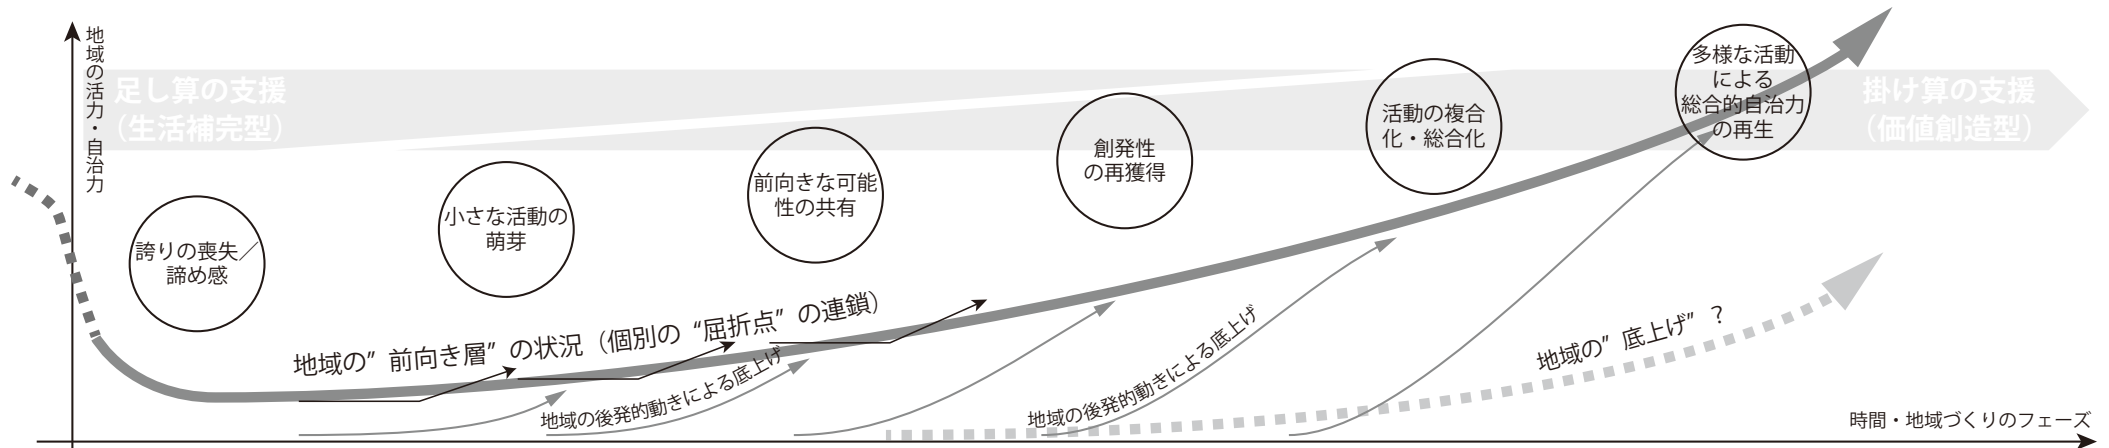 地域の活力・自治力
足し算の支援
（生活補完型）
掛け算の支援
（価値創造型）
誇りの喪失／
諦め感
小さな活動の
萌芽
前向きな可能
性の共有
創発性
の再獲得
活動の複合
化・総合化
多様な活動
による
総合的自治力
の再生
地域の”前向き層”の状況（個別の“屈折点”の連鎖）
地域の後発的動きによる底上げ
地域の後発的動きによる底上げ
地域の”底上げ”？
時間・地域づくりのフェーズ